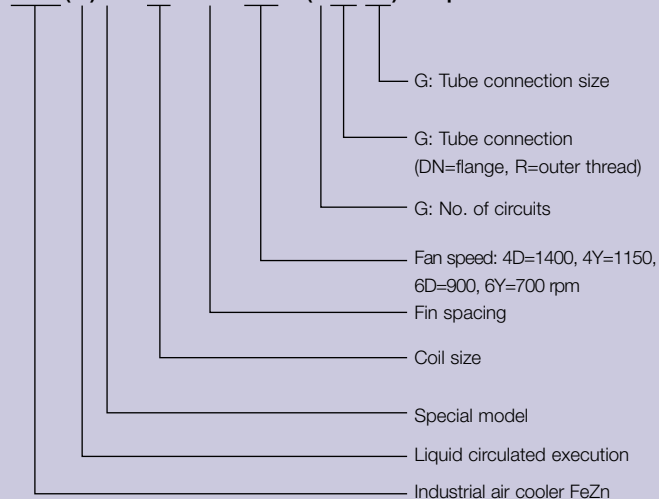 G: Tube connection size
G: Tube connection
(DN=flange, R=outer thread)
G: No. of circuits
Fan speed: 4D=1400, 4Y=1150,
6D=900, 6Y=700 rpm
Fin spacing
Coil size
Special model
Liquid circulated execution
Industrial air cooler FeZn